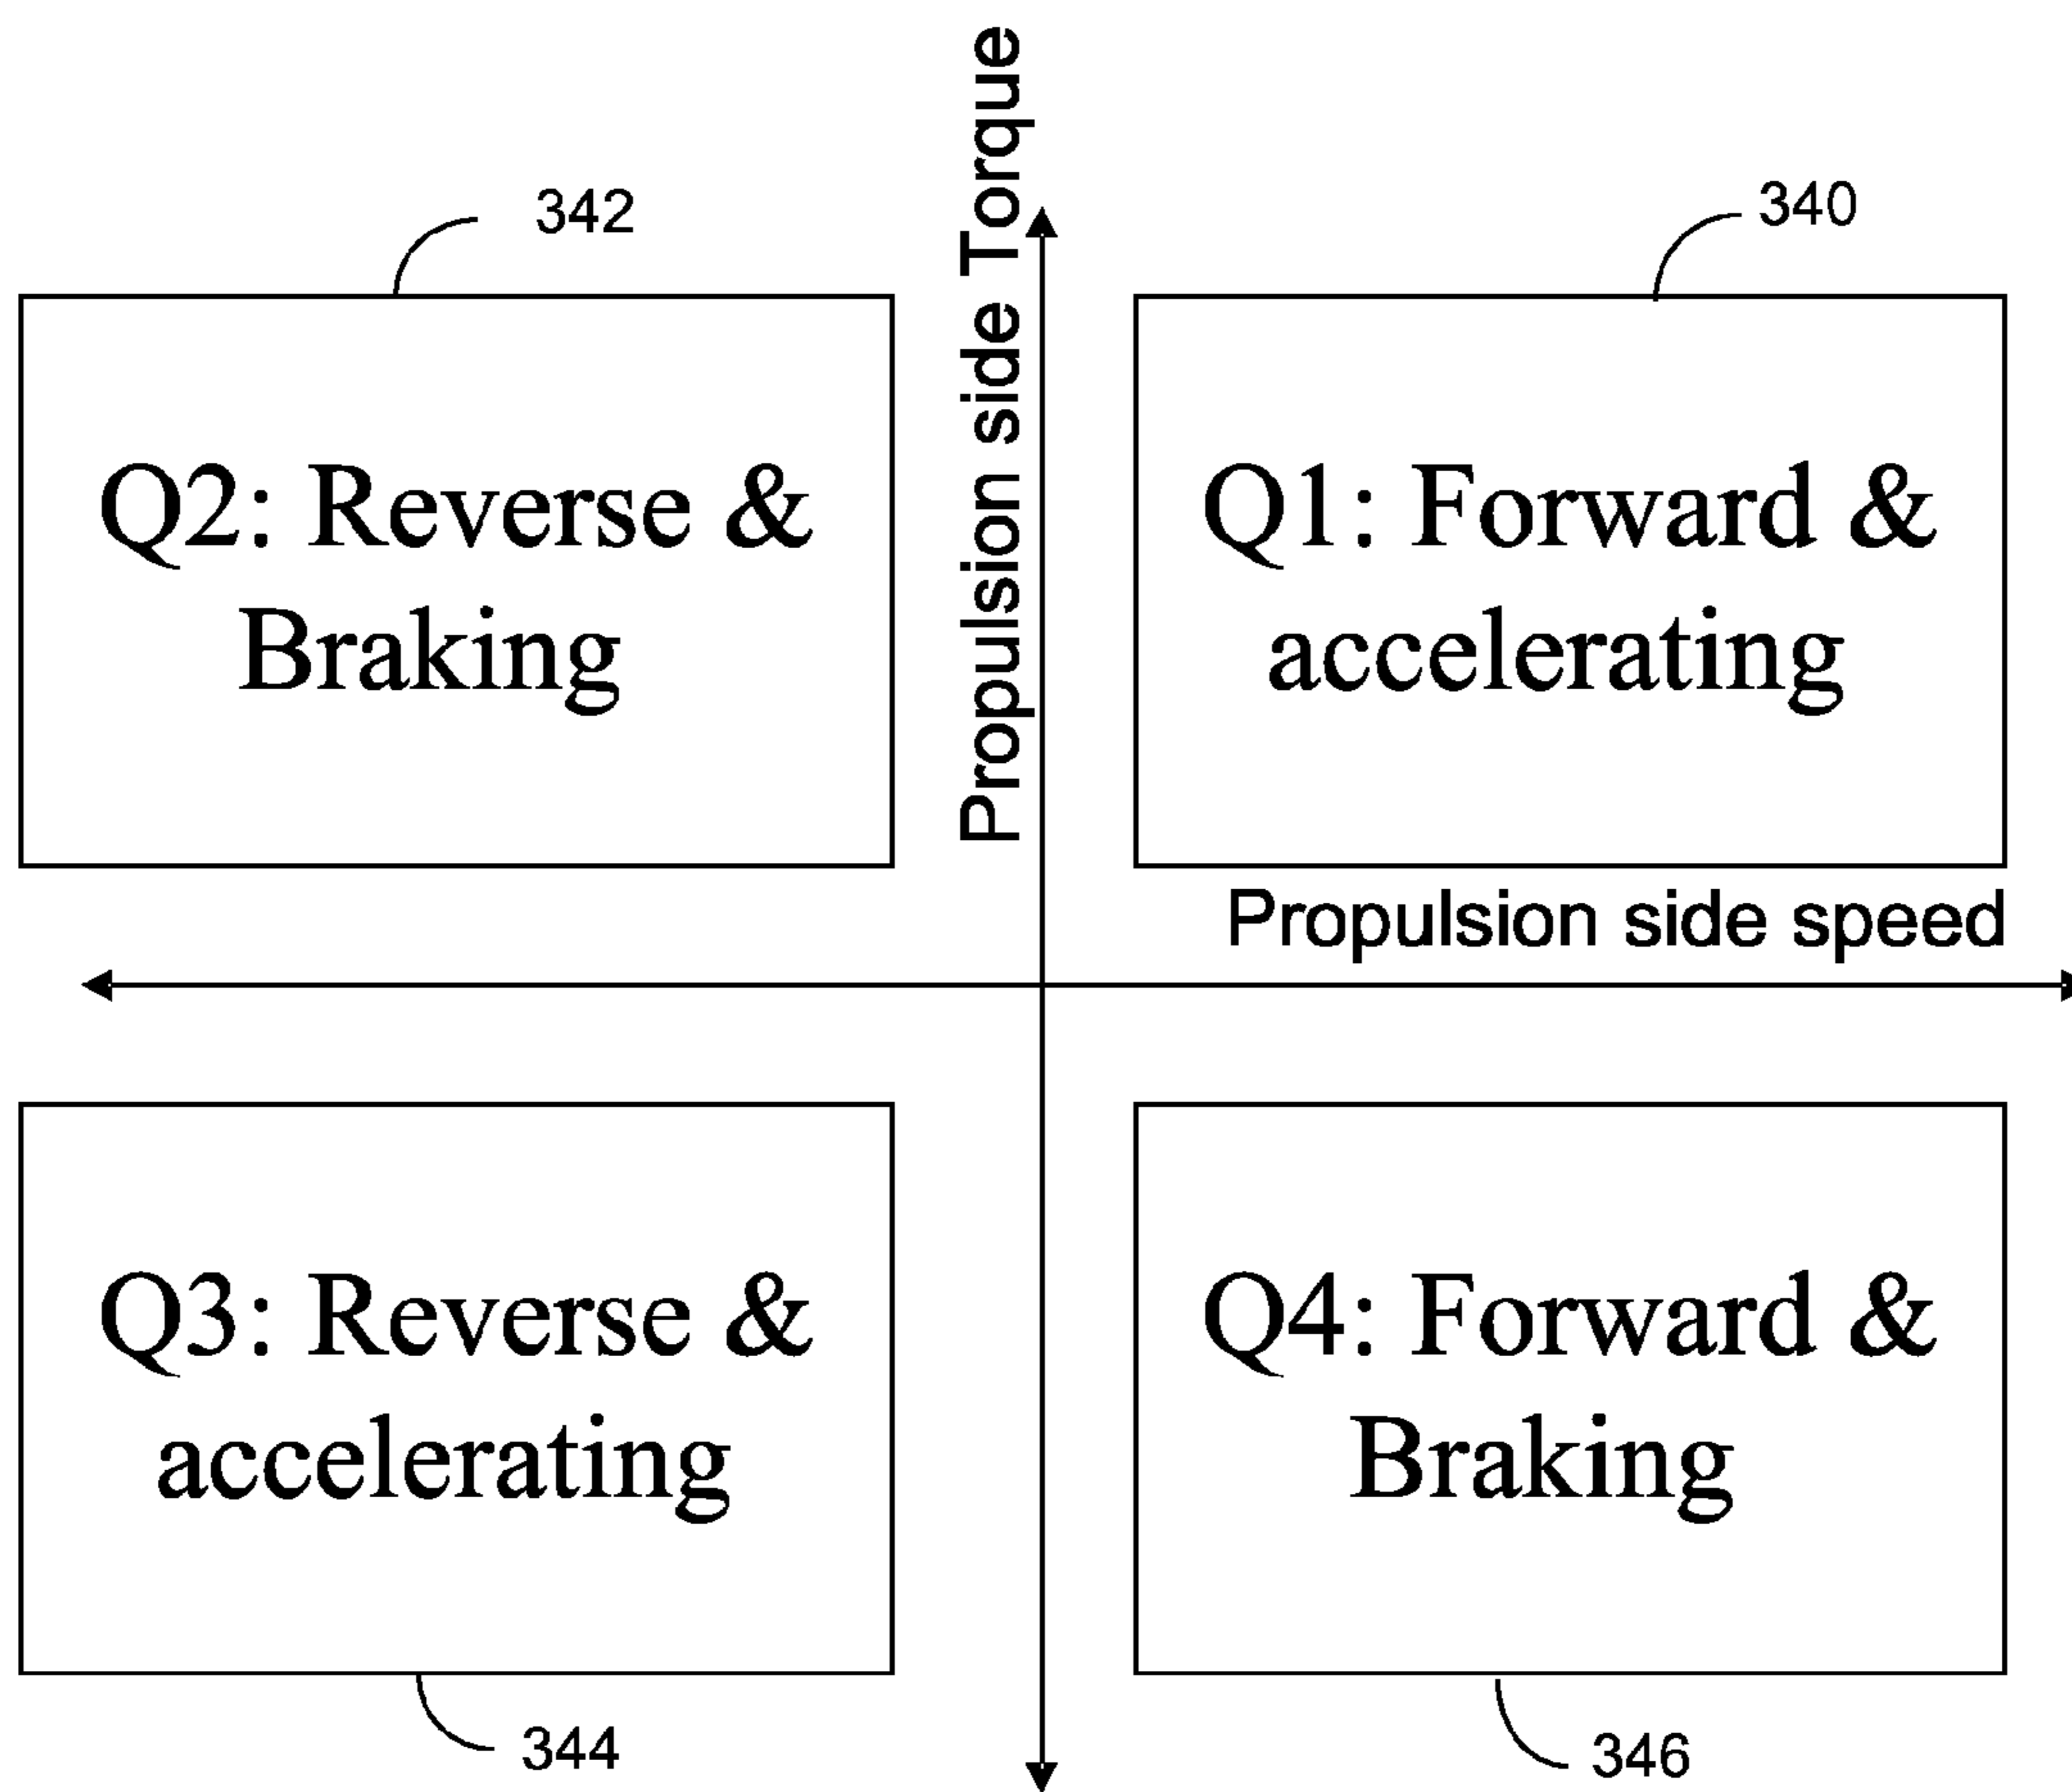 342
340
Propulsion side Torque
Q2: Reverse &
Braking
Q1: Forward &
accelerating
Propulsion side speed
Q3: Reverse &
accelerating
Q4: Forward &
Braking
344
346